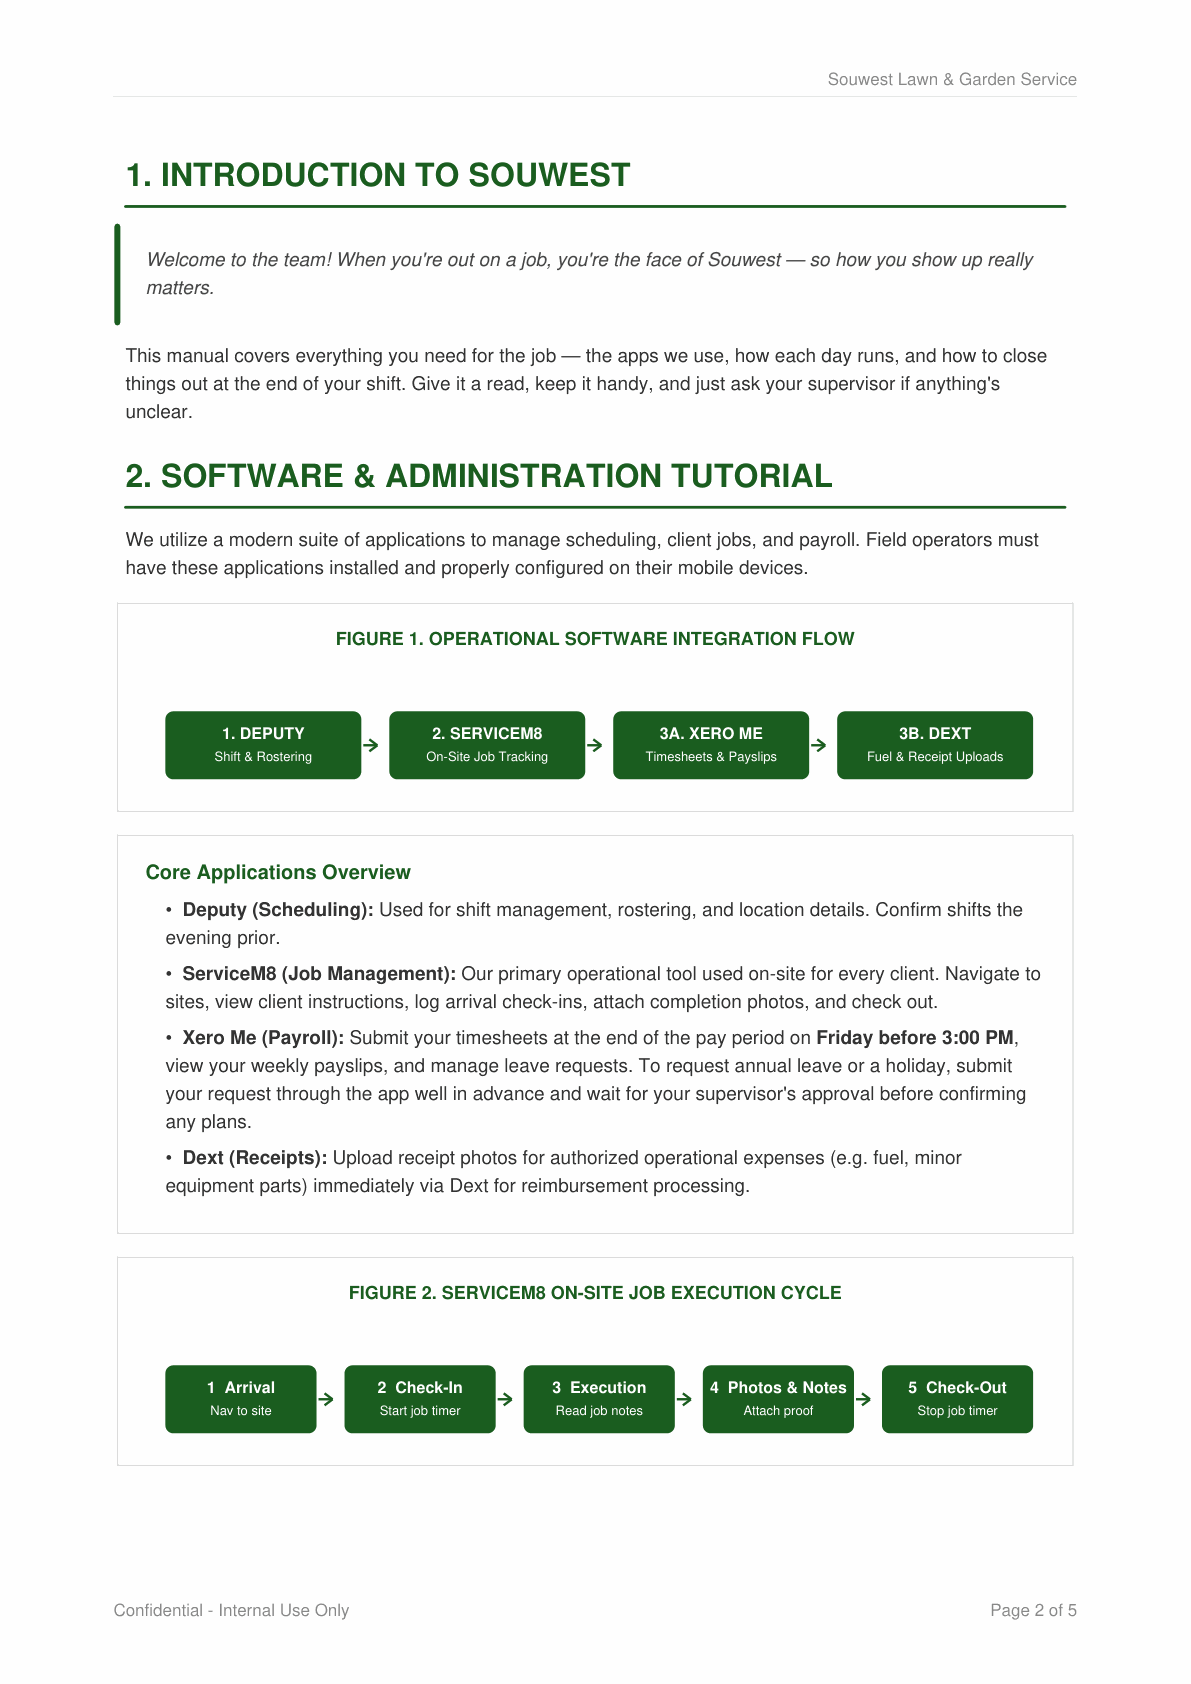 Souwest Lawn & Garden Service
1. INTRODUCTION TO SOUWEST
Welcome to the team! When you're out on a job, you're the face of Souwest — so how you show up really
matters.
This manual covers everything you need for the job — the apps we use, how each day runs, and how to close
things out at the end of your shift. Give it a read, keep it handy, and just ask your supervisor if anything's
unclear.
2. SOFTWARE & ADMINISTRATION TUTORIAL
We utilize a modern suite of applications to manage scheduling, client jobs, and payroll. Field operators must
have these applications installed and properly configured on their mobile devices.
FIGURE 1. OPERATIONAL SOFTWARE INTEGRATION FLOW
1. DEPUTY
Shift & Rostering
→
2. SERVICEM8
On-Site Job Tracking
→
3A. XERO ME
Timesheets & Payslips
→
3B. DEXT
Fuel & Receipt Uploads
Core Applications Overview
• Deputy (Scheduling): Used for shift management, rostering, and location details. Confirm shifts the
evening prior.
• ServiceM8 (Job Management): Our primary operational tool used on-site for every client. Navigate to
sites, view client instructions, log arrival check-ins, attach completion photos, and check out.
• Xero Me (Payroll): Submit your timesheets at the end of the pay period on Friday before 3:00 PM,
view your weekly payslips, and manage leave requests. To request annual leave or a holiday, submit
your request through the app well in advance and wait for your supervisor's approval before confirming
any plans.
• Dext (Receipts): Upload receipt photos for authorized operational expenses (e.g. fuel, minor
equipment parts) immediately via Dext for reimbursement processing.
FIGURE 2. SERVICEM8 ON-SITE JOB EXECUTION CYCLE
1 Arrival
Nav to site
→
2 Check-In
Start job timer
→
3 Execution
Read job notes
→
4 Photos & Notes
Attach proof
→
5 Check-Out
Stop job timer
Confidential - Internal Use Only
Page 2 of 5